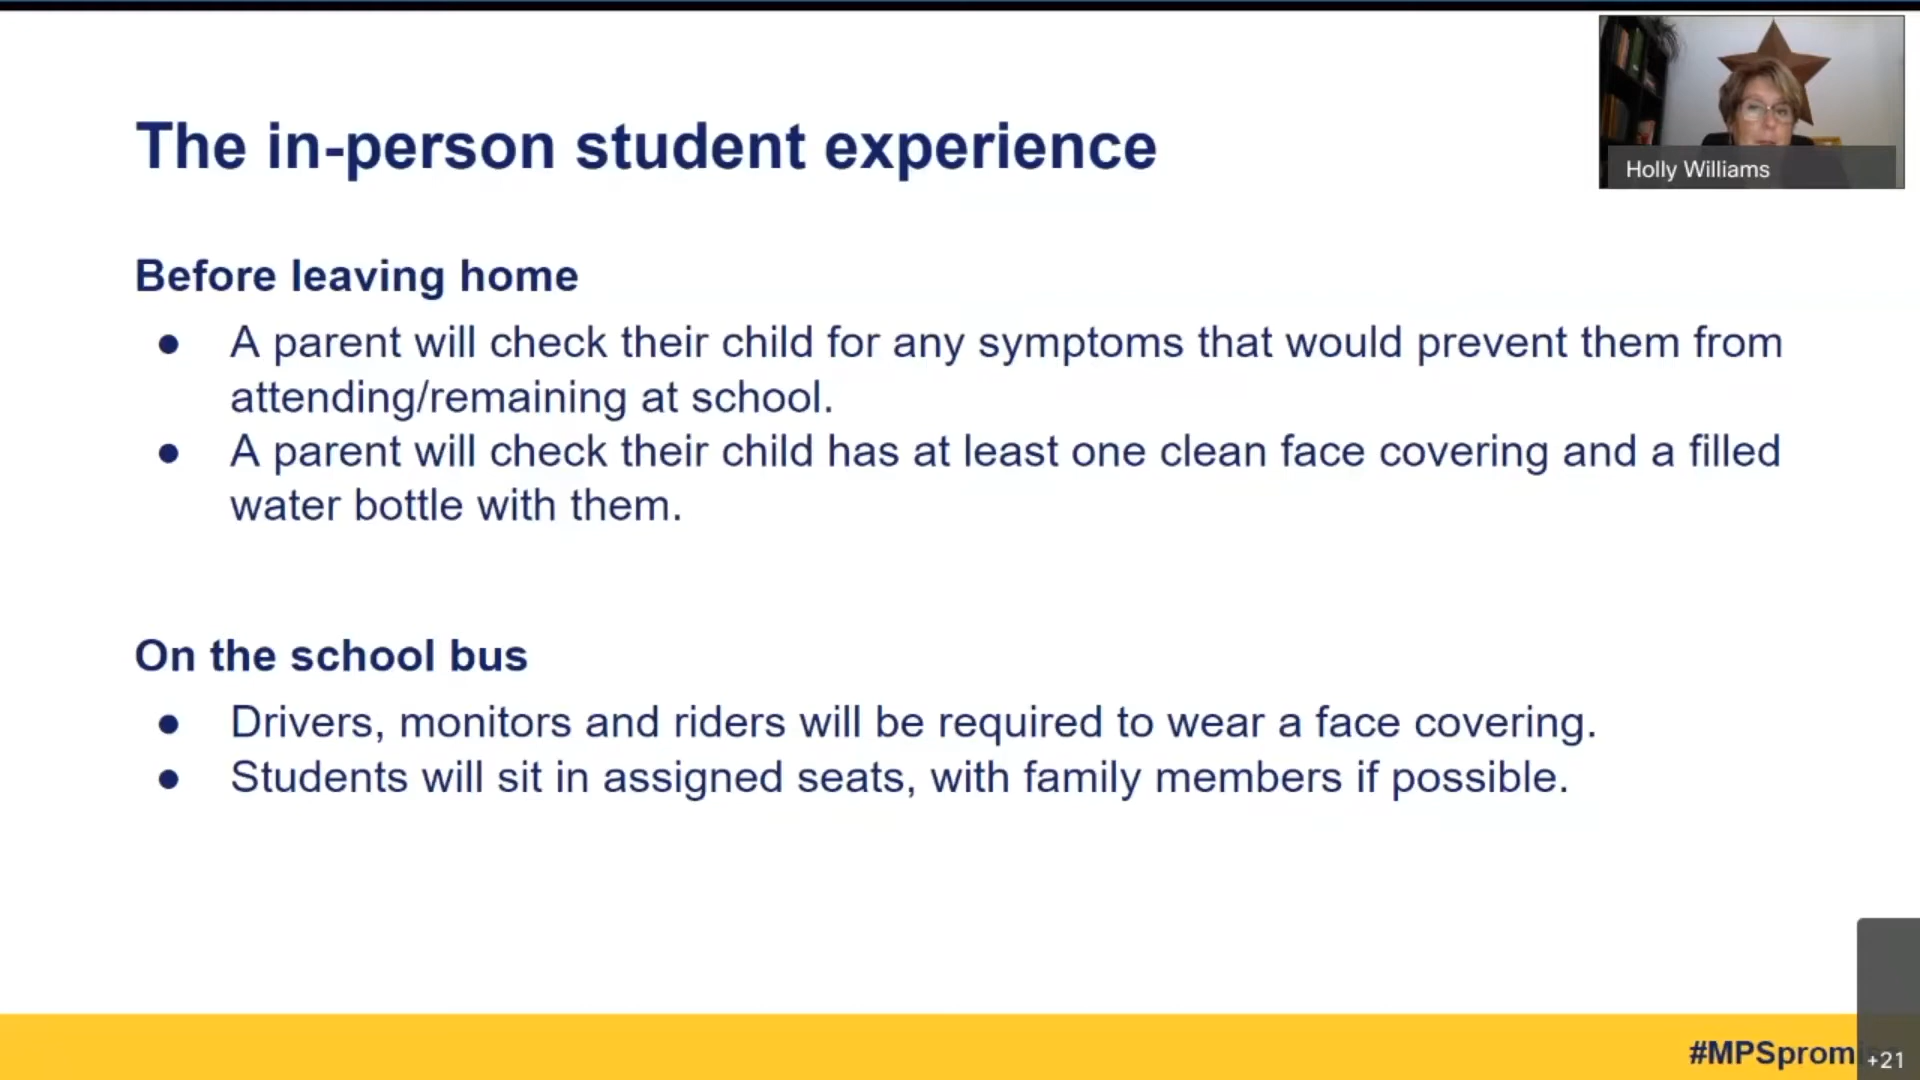 The in-person student experience
Holly Williams
Before leaving home
● A parent will check their child for any symptoms that would prevent them from
attending/remaining at school.
● A parent will check their child has at least one clean face covering and a filled
water bottle with them.
On the school bus
● Drivers, monitors and riders will be required to wear a face covering.
● Students will sit in assigned seats, with family members if possible.
#MPSpromi
+21